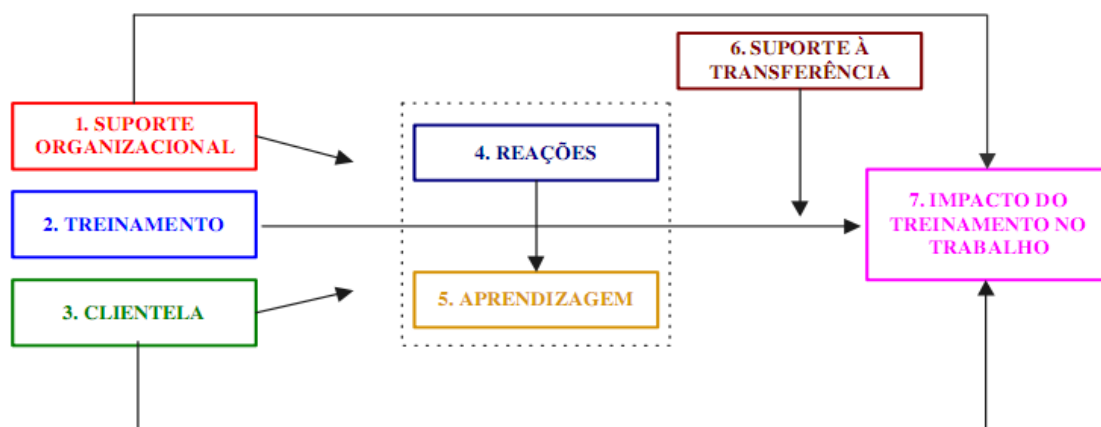 6. SUPORTE À
TRANSFERÊNCIA
1. SUPORTE
ORGANIZACIONAL
4. REAÇÕES
2. TREINAMENTO
7. IMPACTO DO
TREINAMENTO NO
TRABALHO
3. CLIENTELA
5. APRENDIZAGEM